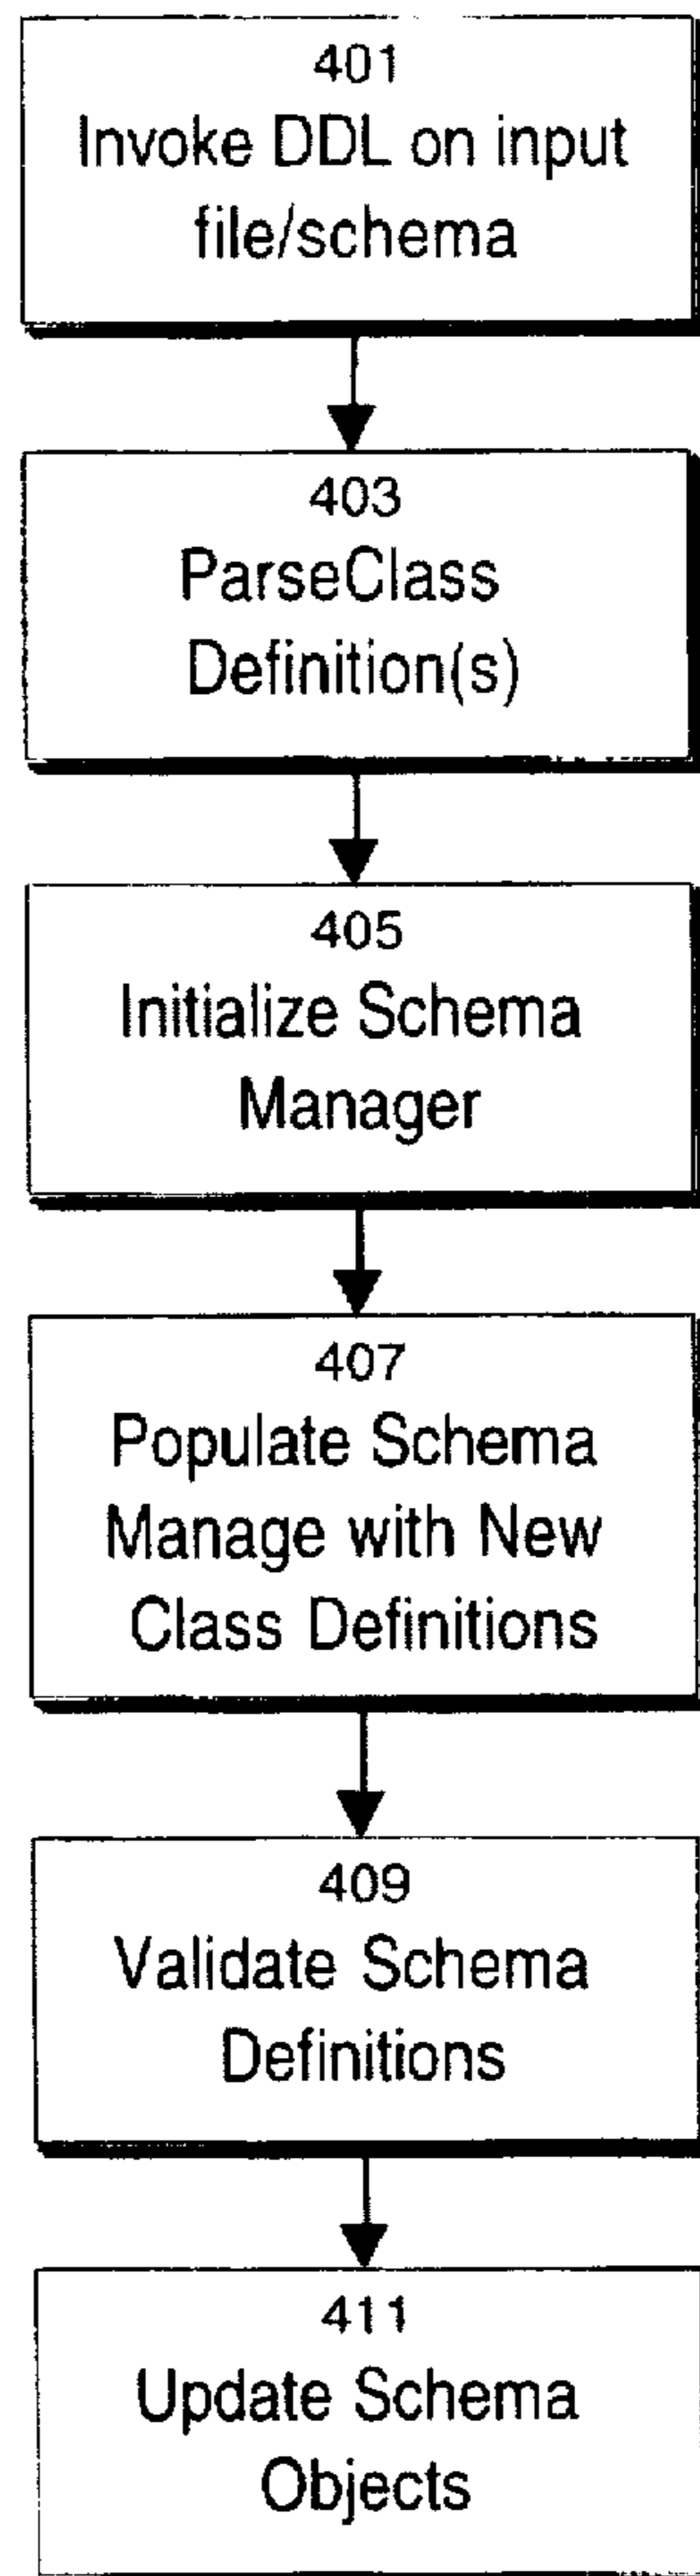 401
Invoke DDL on input
file/schema
403
ParseClass
Definition(s)
405
Initialize Schema
Manager
407
Populate Schema
Manage with New
Class Definitions
409
Validate Schema
Definitions
411
Update Schema
Objects